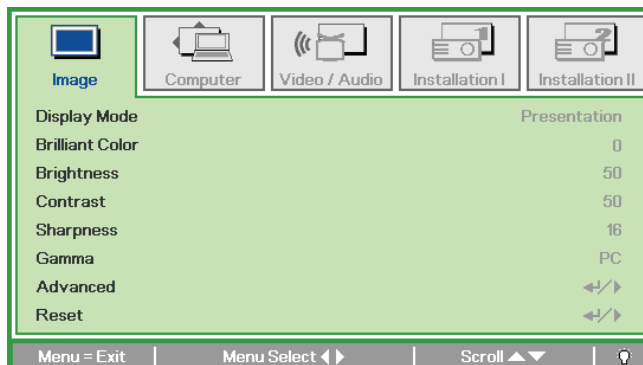 Image Computer Video / Audio Installation I Installation II
Display Mode Presentation
Brilliant Color 0
Brightness 50
Contrast 50
Sharpness 16
Gamma PC
Advanced ↵/▶
Reset ↵/▶
Menu = Exit Menu Select ◀▶ Scroll ▲▼